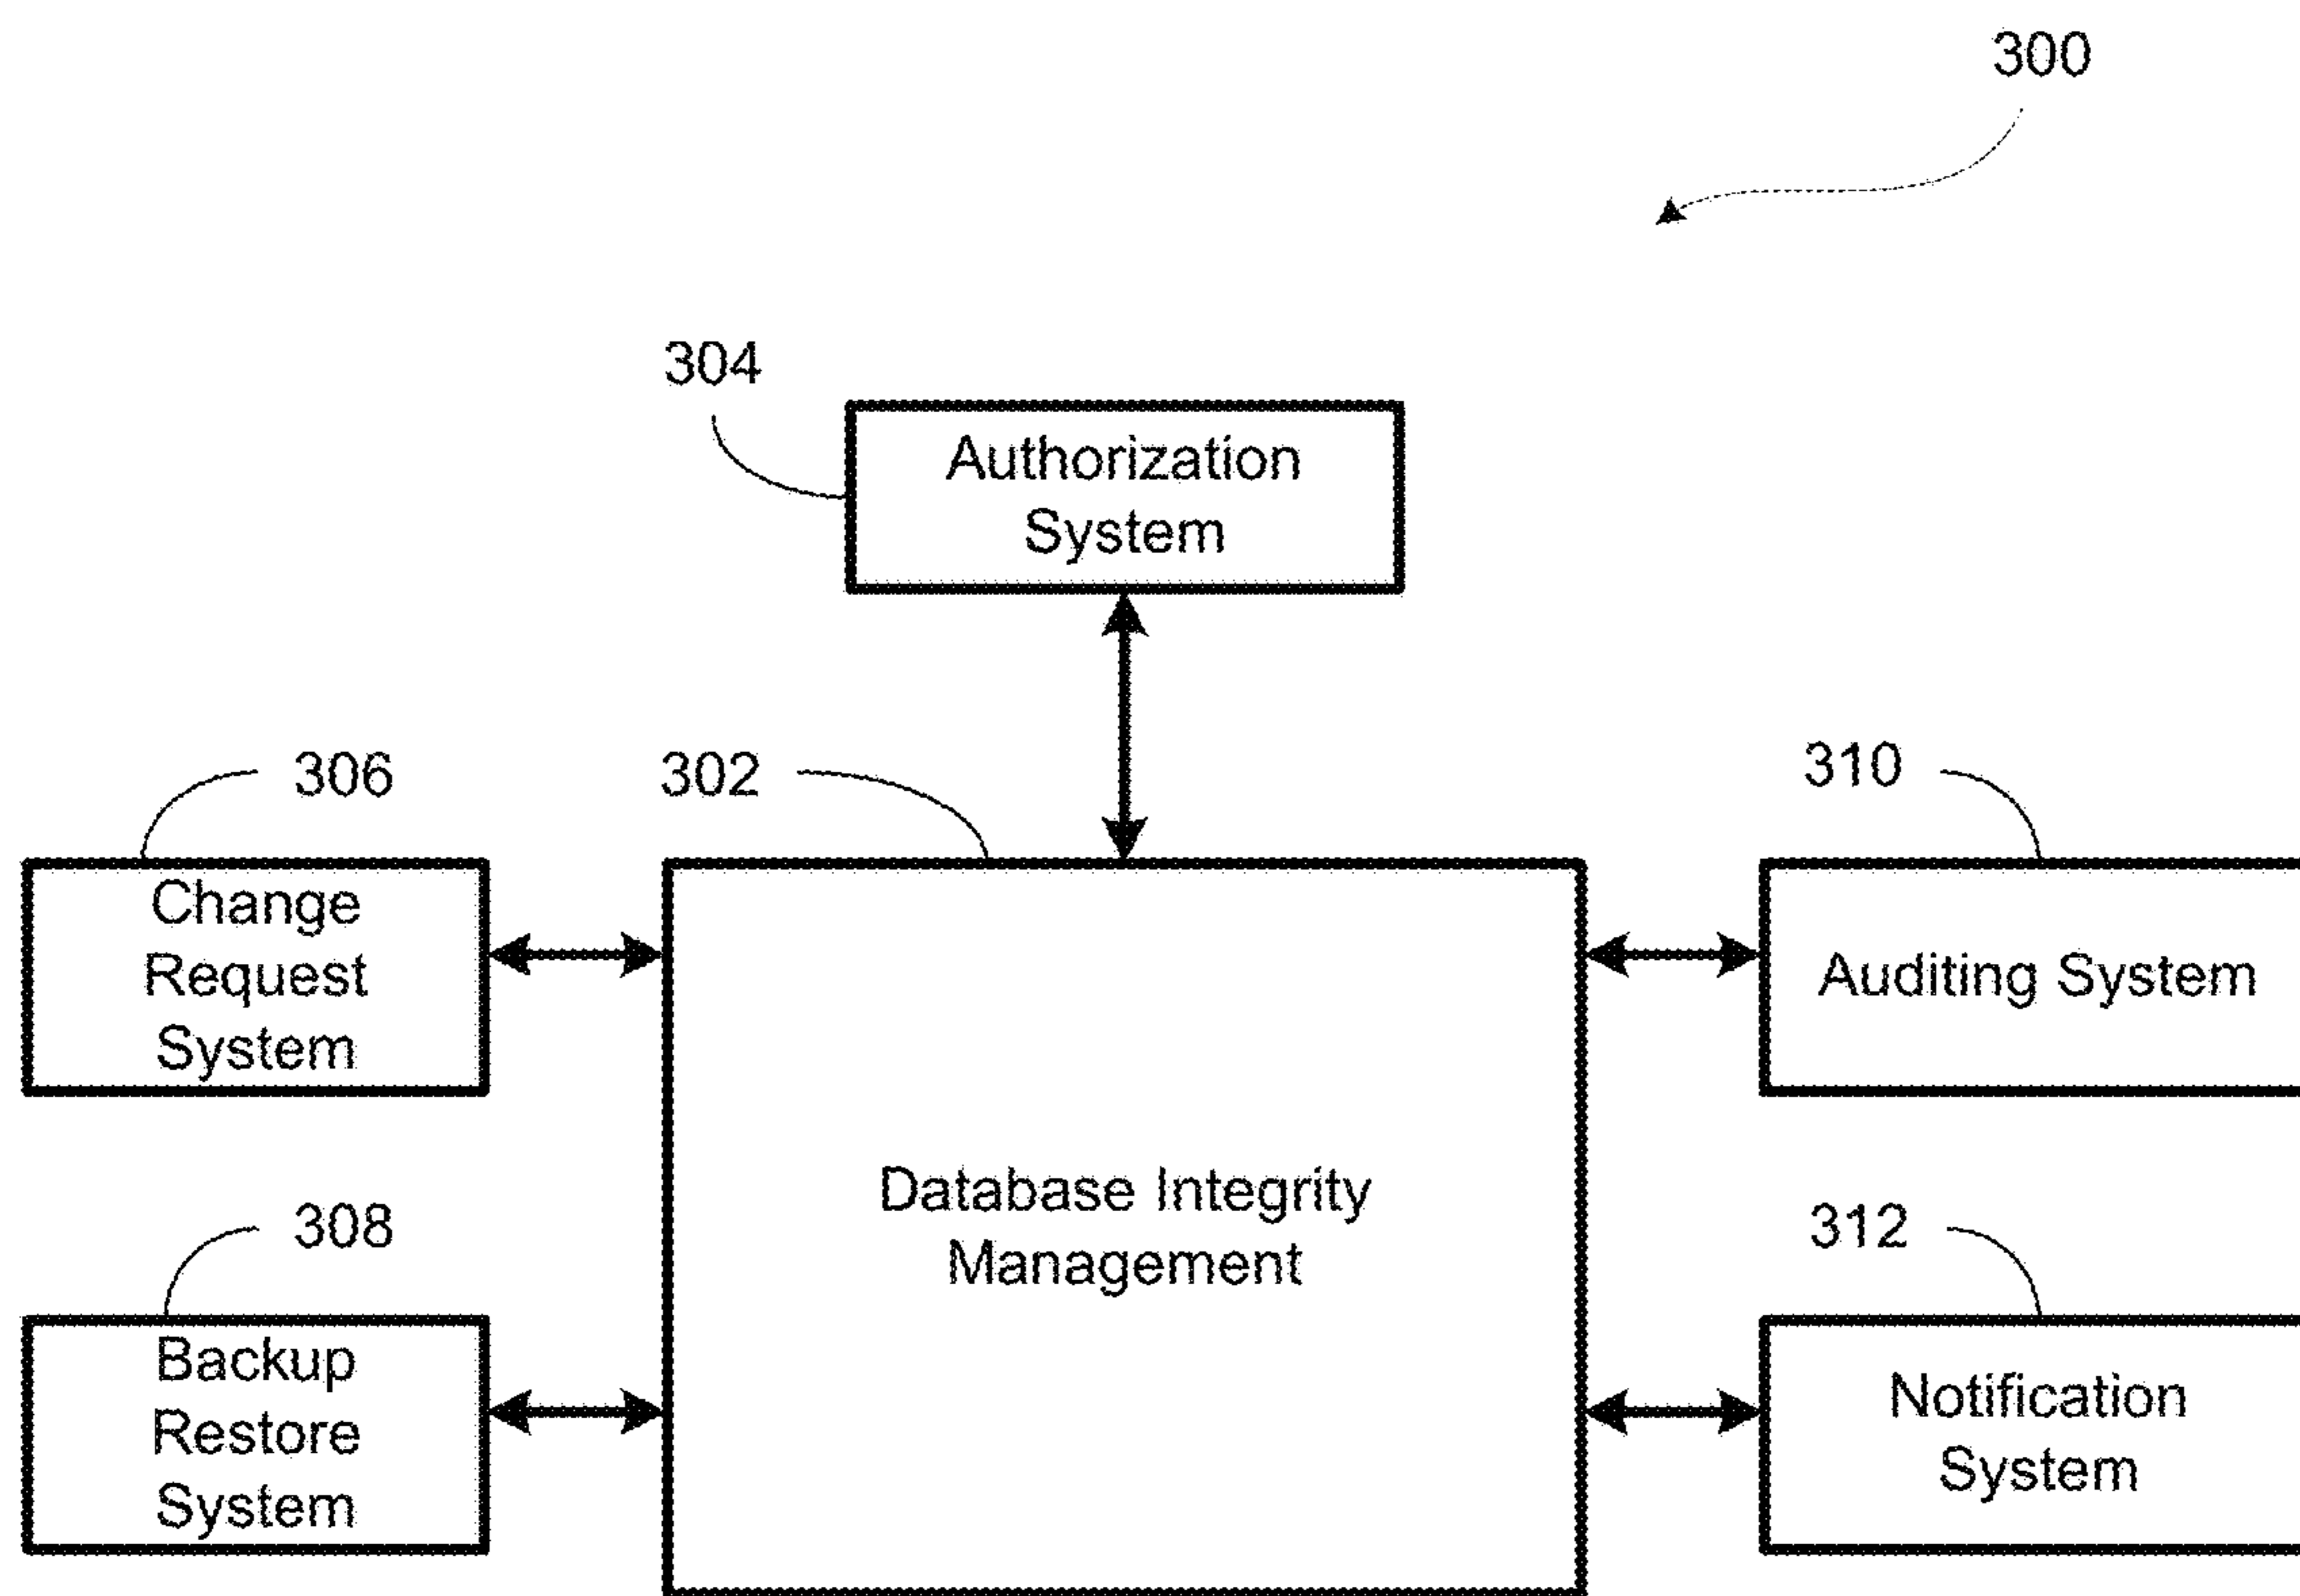 300
304
Authorization
System
306
302
310
Change
Request
System
Auditing System
Database Integrity
Management
308
312
Backup
Restore
System
Notification
System